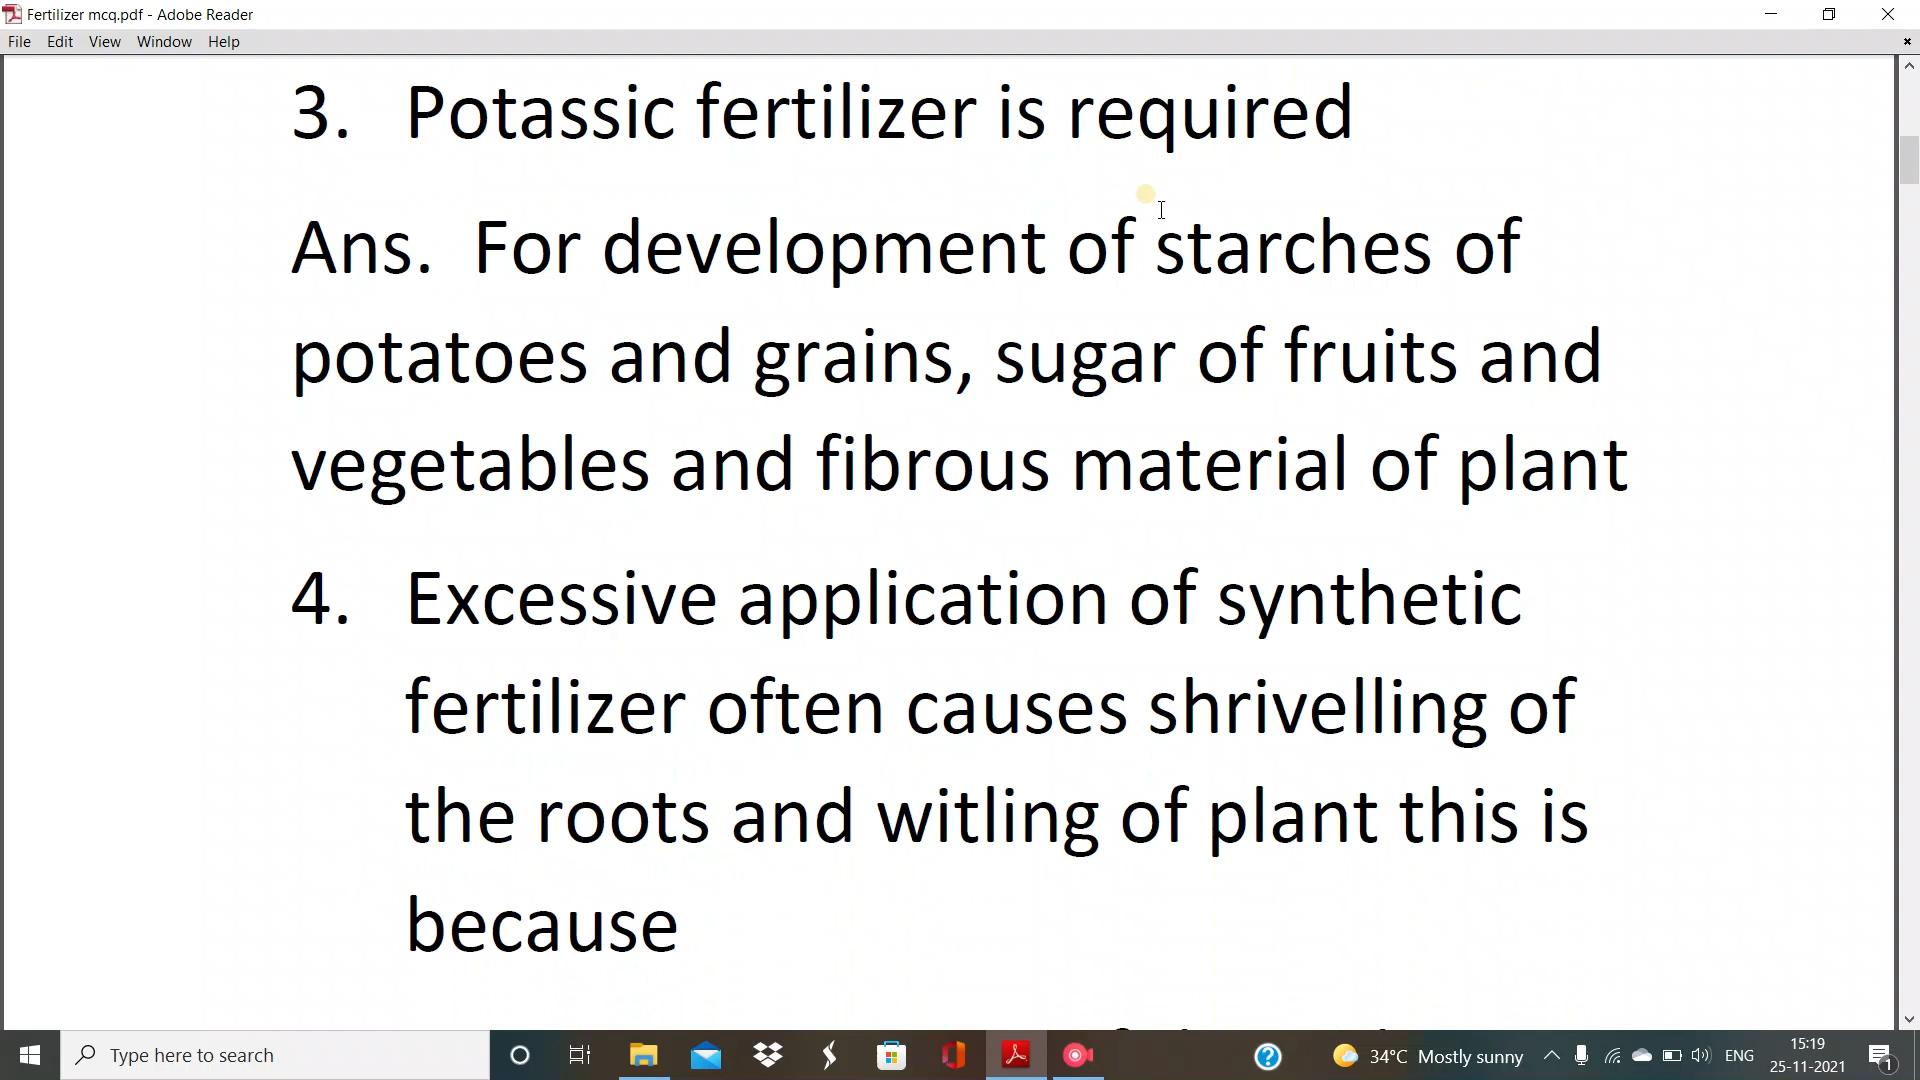 Fertilizer mcq.pdf - Adobe Reader
File Edit View Window Help
3. Potassic fertilizer is required
Ans. For development of starches of
potatoes and grains, sugar of fruits and
vegetables and fibrous material of plant
4. Excessive application of synthetic
fertilizer often causes shrivelling of
the roots and witling of plant this is
because
Type here to search
34°C Mostly sunny
ENG
15:19
25-11-2021
1